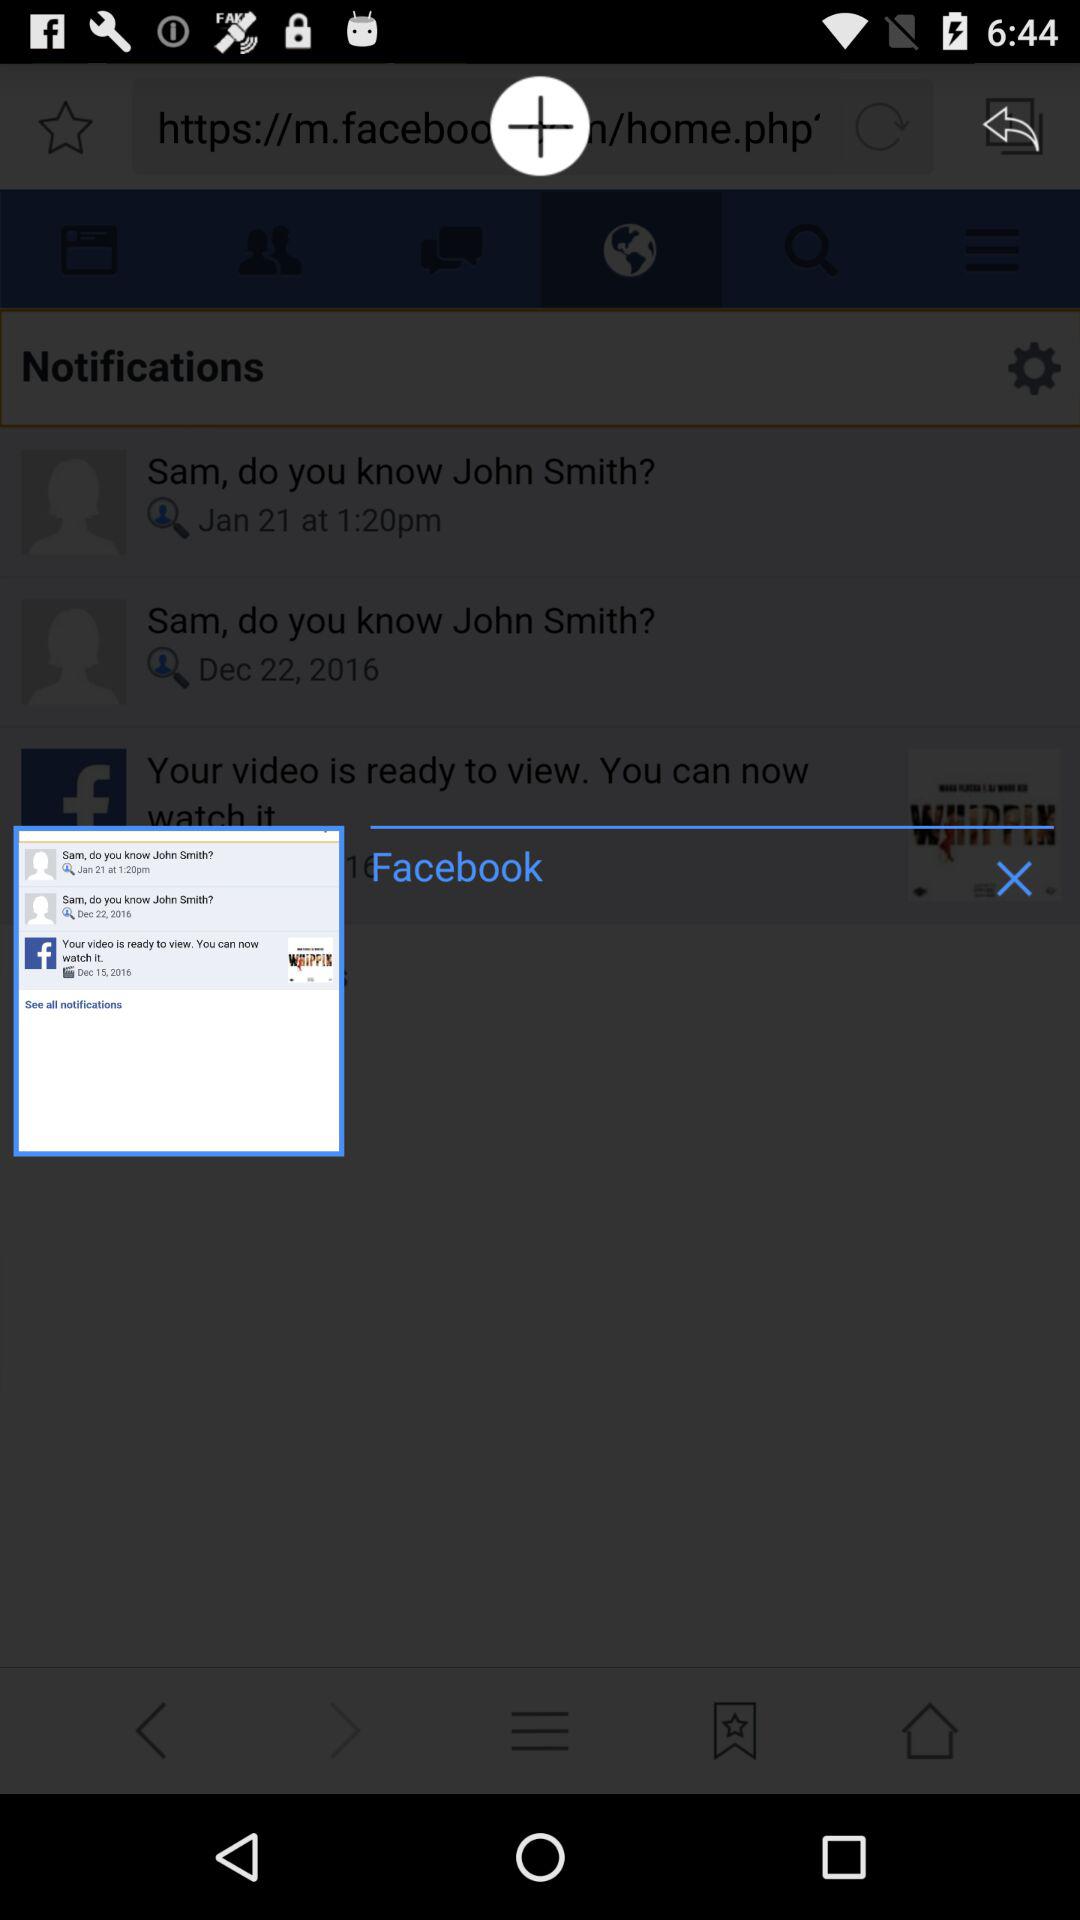 FAKE
6:44
https://m.faceboo n/home.php
Notifications
Sam, do you know John Smith?
Jan 21 at 1:20pm
Sam, do you know John Smith?
Dec 22, 2016
Your video is ready to view. You can now
watch it
WHIPPIN
Facebook
Sam, do you know John Smith?
Jan 21 at 1:20pm
Sam, do you know John Smith?
Dec 22, 2016
Your video is ready to view. You can now
watch it.
Dec 15, 2016
WHIPPIN
See all notifications